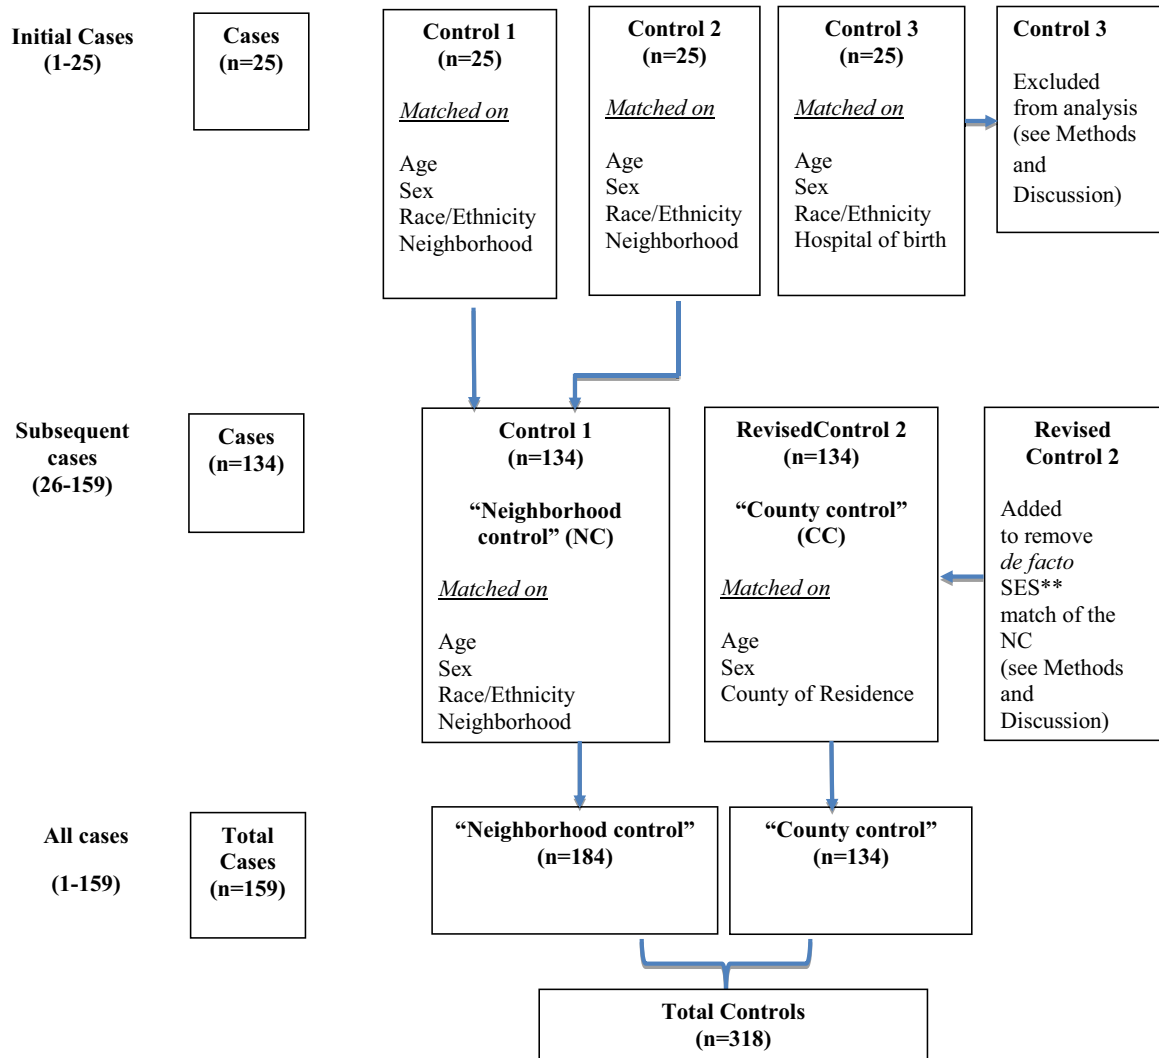 Initial Cases
(1-25)
Cases
(n=25)
Control 1
(n=25)
Matched on
Age
Sex
Race/Ethnicity
Neighborhood
Control 2
(n=25)
Matched on
Age
Sex
Race/Ethnicity
Neighborhood
Control 3
(n=25)
Matched on
Age
Sex
Race/Ethnicity
Hospital of birth
Control 3
Excluded
from analysis
(see Methods
and
Discussion)
Subsequent
cases
(26-159)
Cases
(n=134)
Control 1
(n=134)
“Neighborhood
control” (NC)
Matched on
Age
Sex
Race/Ethnicity
Neighborhood
RevisedControl 2
(n=134)
“County control”
(CC)
Matched on
Age
Sex
County of Residence
Revised
Control 2
Added
to remove
de facto
SES**
match of the
NC
(see Methods
and
Discussion)
All cases
(1-159)
Total
Cases
(n=159)
“Neighborhood control”
(n=184)
“County control”
(n=134)
Total Controls
(n=318)